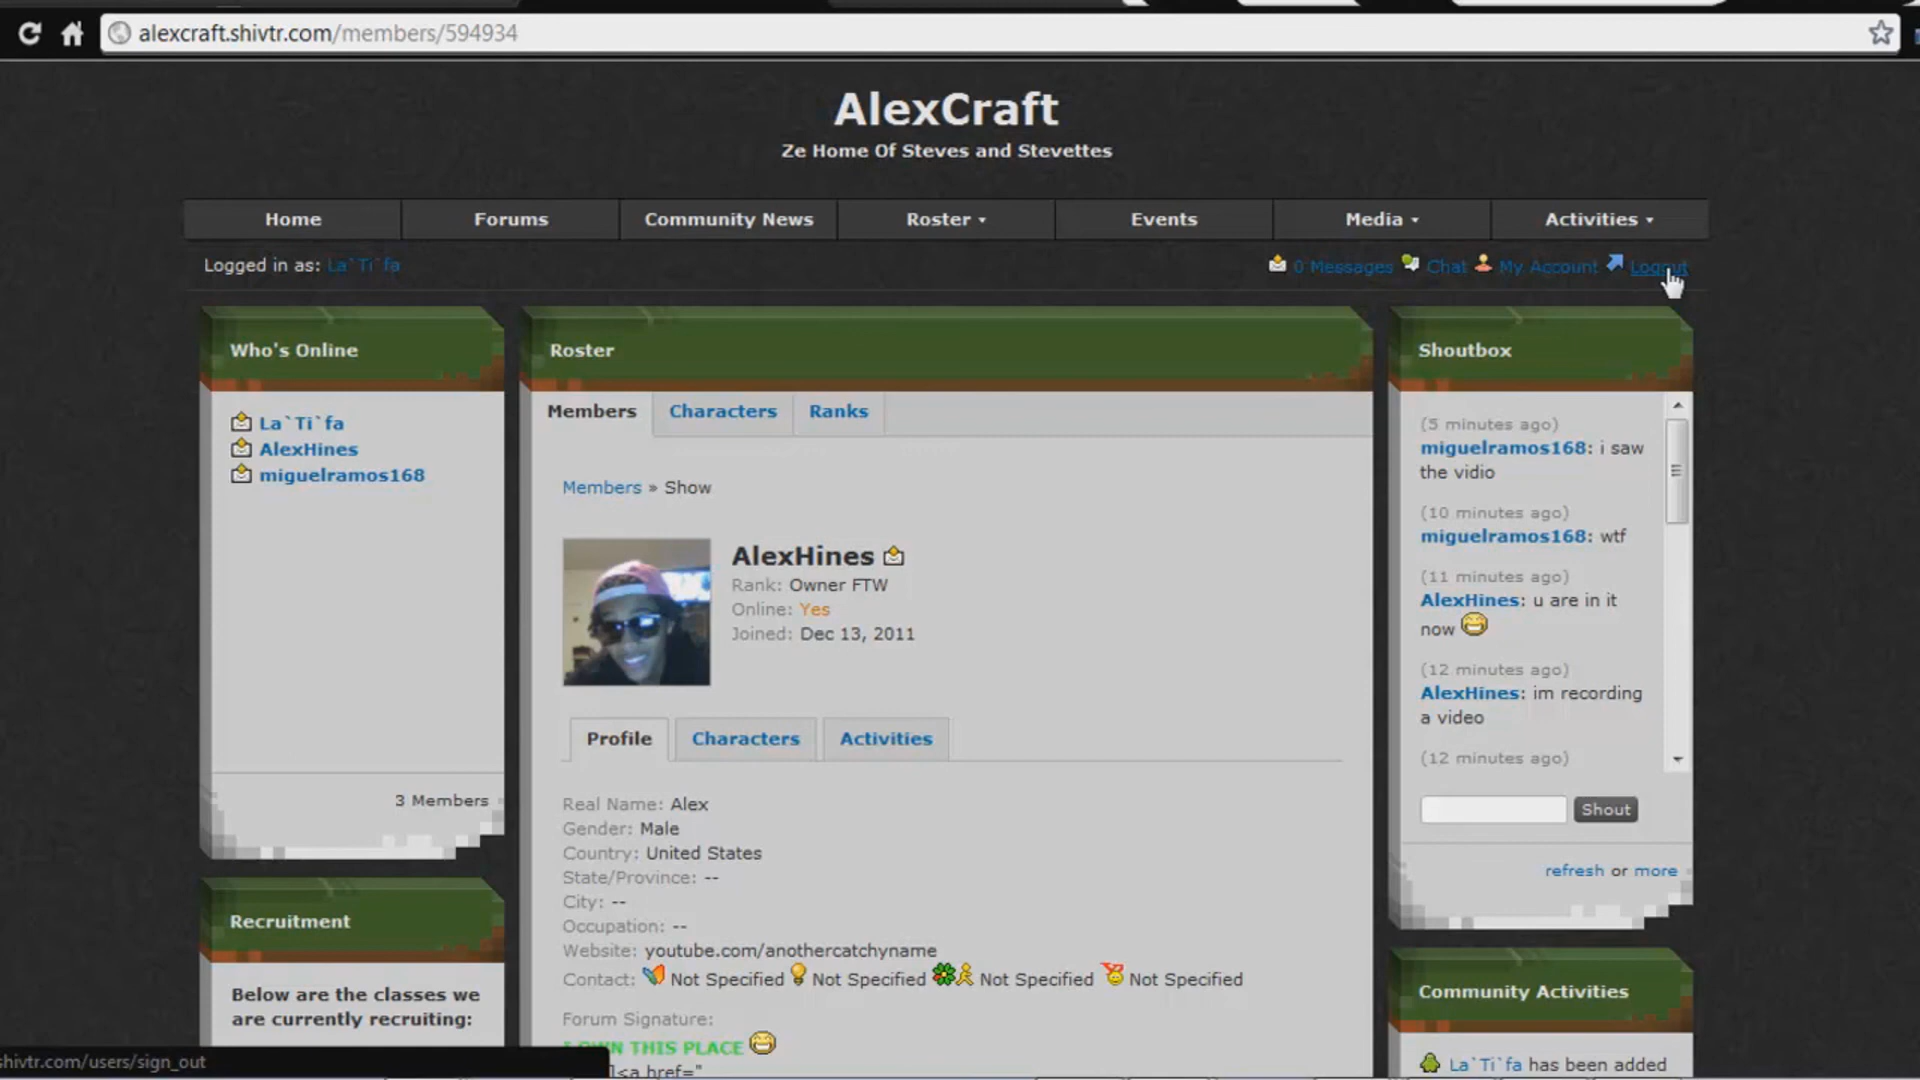 alexcraft.shivtr.com/members/594934
AlexCraft
Ze Home Of Steves and Stevettes
Home Forums Community News Roster Events Media Activities
Logged in as: La`Ti`fa
0 Messages Chat My Account Logout
Who's Online
La`Ti`fa
AlexHines
miguelramos168
3 Members
Recruitment
Below are the classes we
are currently recruiting:
Roster
Members Characters Ranks
Members » Show
AlexHines
Rank: Owner FTW
Online: Yes
Joined: Dec 13, 2011
Profile Characters Activities
Real Name: Alex
Gender: Male
Country: United States
State/Province: --
City: --
Occupation: --
Website: youtube.com/anothercatchyname
Contact: Not Specified Not Specified Not Specified Not Specified
Forum Signature:
I OWN THIS PLACE
]<a href="
Shoutbox
(5 minutes ago)
miguelramos168: i saw
the vidio
(10 minutes ago)
miguelramos168: wtf
(11 minutes ago)
AlexHines: u are in it
now
(12 minutes ago)
AlexHines: im recording
a video
(12 minutes ago)
Shout
refresh or more
Community Activities
La`Ti`fa has been added
shivtr.com/users/sign_out